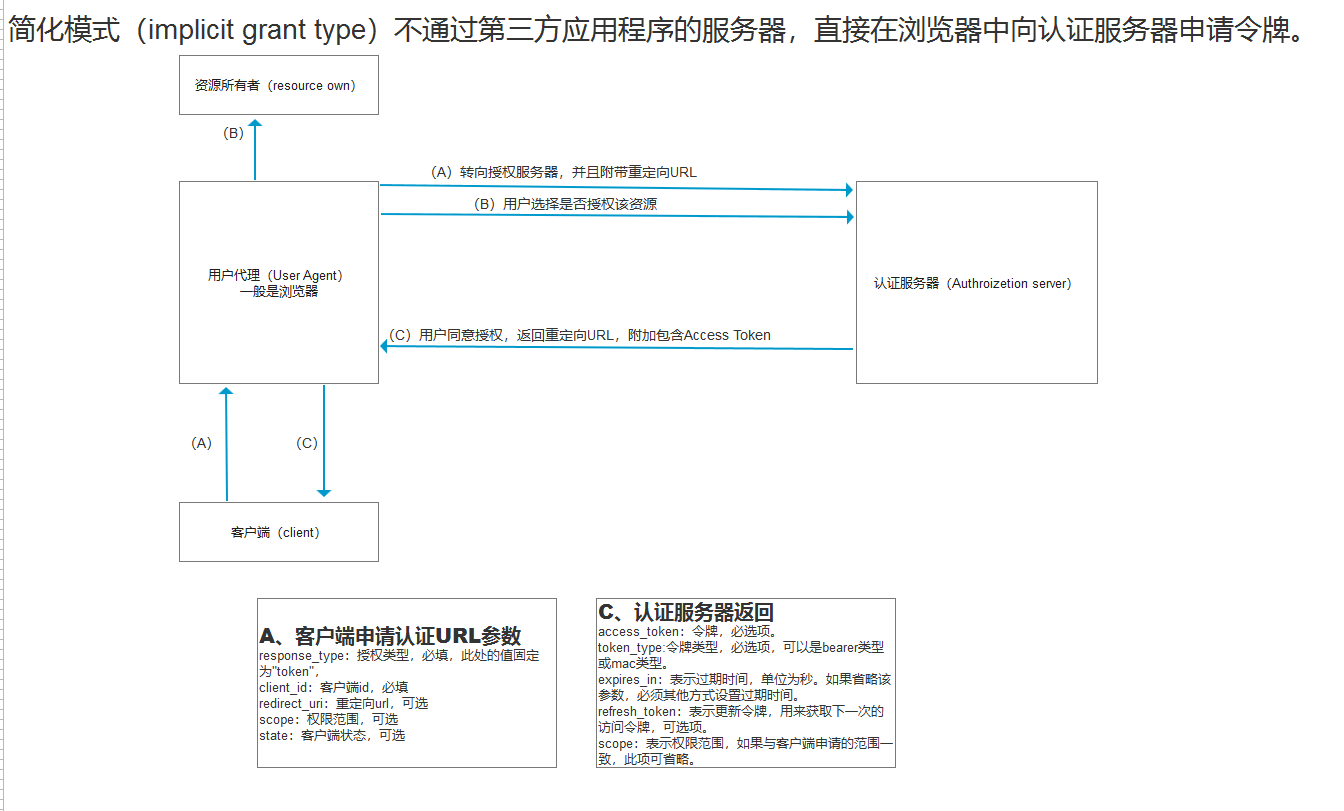 简化模式（implicit grant type）不通过第三方应用程序的服务器，直接在浏览器中向认证服务器申请令牌。
资源所有者（resource own）
（B）
（A）转向授权服务器，并且附带重定向URL
（B）用户选择是否授权该资源
用户代理（User Agent）
一般是浏览器
认证服务器（Authroizetion server）
（C）用户同意授权，返回重定向URL，附加包含Access Token
（A）
（C）
客户端（client）
A、客户端申请认证URL参数
response_type：授权类型，必填，此处的值固定
为"token"，
client_id：客户端id，必填
redirect_uri：重定向url，可选
scope：权限范围，可选
state：客户端状态，可选
C、认证服务器返回
access_token：令牌，必选项。
token_type:令牌类型，必选项，可以是bearer类型
或mac类型。
expires_in：表示过期时间，单位为秒。如果省略该
参数，必须其他方式设置过期时间。
refresh_token：表示更新令牌，用来获取下一次的
访问令牌，可选项。
scope：表示权限范围，如果与客户端申请的范围一
致，此项可省略。